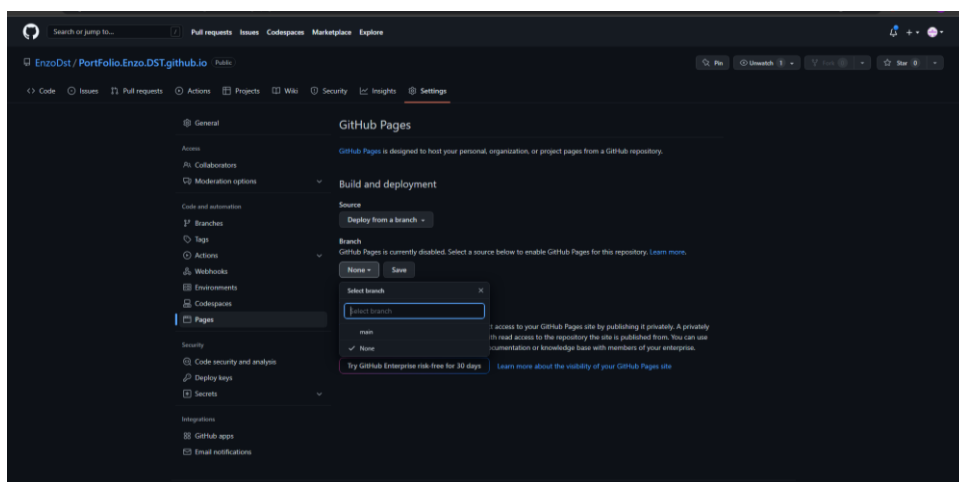 Search or jump to... /
Pull requests Issues Codespaces Marketplace Explore
EnzoDst / PortFolio.Enzo.DST.github.io Public
Pin Unwatch 1 Fork Star 0
Code Issues Pull requests Actions Projects Wiki Security Insights Settings
General
Access
Collaborators
Moderation options
Code and automation
Branches
Tags
Actions
Webhooks
Environments
Codespaces
Pages
Security
Code security and analysis
Deploy keys
Secrets
Integrations
GitHub apps
Email notifications
GitHub Pages
GitHub Pages is designed to host your personal, organization, or project pages from a GitHub repository.
Build and deployment
Source
Deploy from a branch
Branch
GitHub Pages is currently disabled. Select a source below to enable GitHub Pages for this repository. Learn more.
None Save
Select branch
Select branch
main
None
access to your GitHub Pages site by publishing it privately. A privately
read access to the repository the site is published from. You can use
documentation or knowledge base with members of your enterprise.
Try GitHub Enterprise risk-free for 30 days Learn more about the visibility of your GitHub Pages site